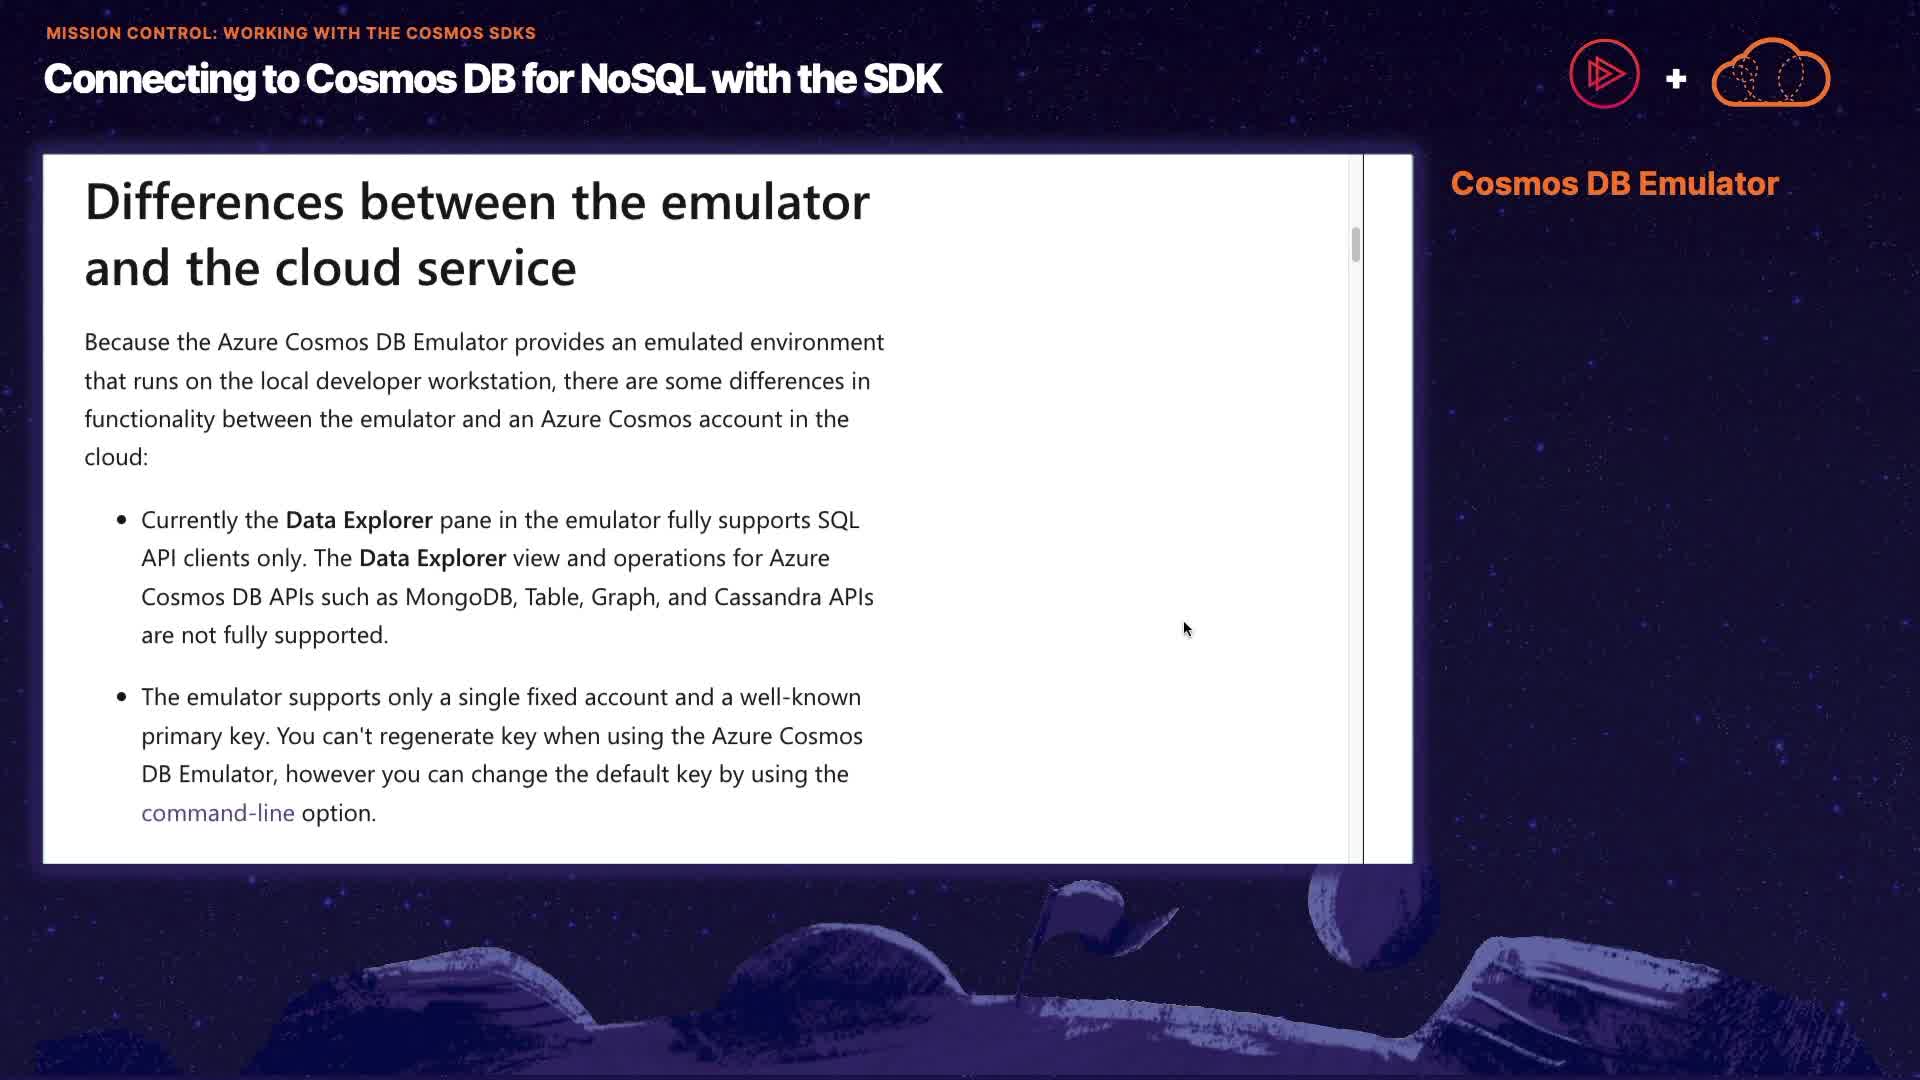 MISSION CONTROL: WORKING WITH THE COSMOS SDKS
Connecting to Cosmos DB for NoSQL with the SDK
Cosmos DB Emulator
Differences between the emulator
and the cloud service
Because the Azure Cosmos DB Emulator provides an emulated environment
that runs on the local developer workstation, there are some differences in
functionality between the emulator and an Azure Cosmos account in the
cloud:
• Currently the Data Explorer pane in the emulator fully supports SQL
API clients only. The Data Explorer view and operations for Azure
Cosmos DB APIs such as MongoDB, Table, Graph, and Cassandra APIs
are not fully supported.
• The emulator supports only a single fixed account and a well-known
primary key. You can't regenerate key when using the Azure Cosmos
DB Emulator, however you can change the default key by using the
command-line option.